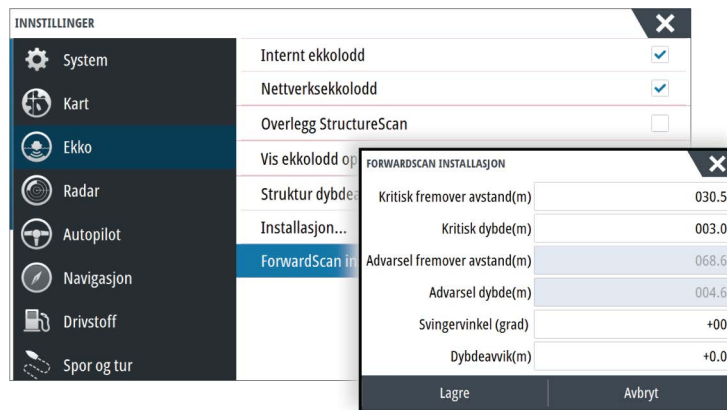 INNSTILLINGER
System
Kart
Ekko
Radar
Autopilot
Navigasjon
Drivstoff
Spor og tur
Internt ekkolodd
Nettverksekkolodd
Overlegg StructureScan
Vis ekkolodd op
Struktur dybdea
Installasjon...
ForwardScan in
FORWARDSCAN INSTALLASJON
Kritisk fremover avstand(m) 030.5
Kritisk dybde(m) 003.0
Advarsel fremover avstand(m) 068.6
Advarsel dybde(m) 004.6
Svingervinkel (grad) +00
Dybdeavvik(m) +0.0
Lagre Avbryt